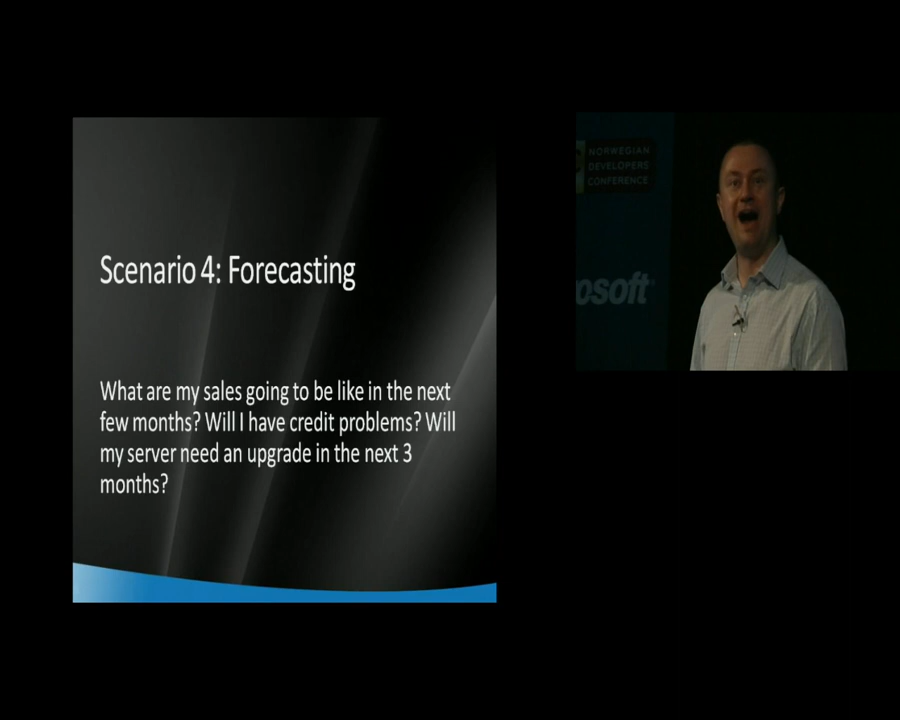 Scenario 4: Forecasting
What are my sales going to be like in the next
few months? Will I have credit problems? Will
my server need an upgrade in the next 3
months?
NORWEGIAN
DEVELOPERS
CONFERENCE
osoft